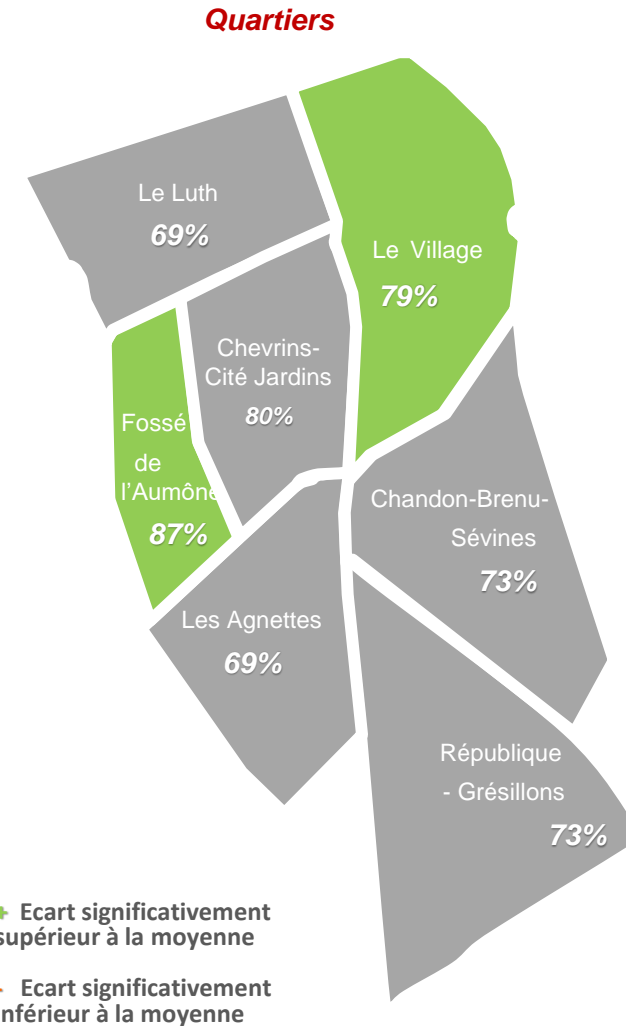 Quartiers
Le Luth
69%
Le Village
79%
Chevrins-
Cité Jardins
80%
Fossé
de
l'Aumône
87%
Chandon-Brenu-
Sévines
73%
Les Agnettes
69%
République
- Grésillons
73%
+ Ecart significativement
supérieur à la moyenne
- Ecart significativement
inférieur à la moyenne